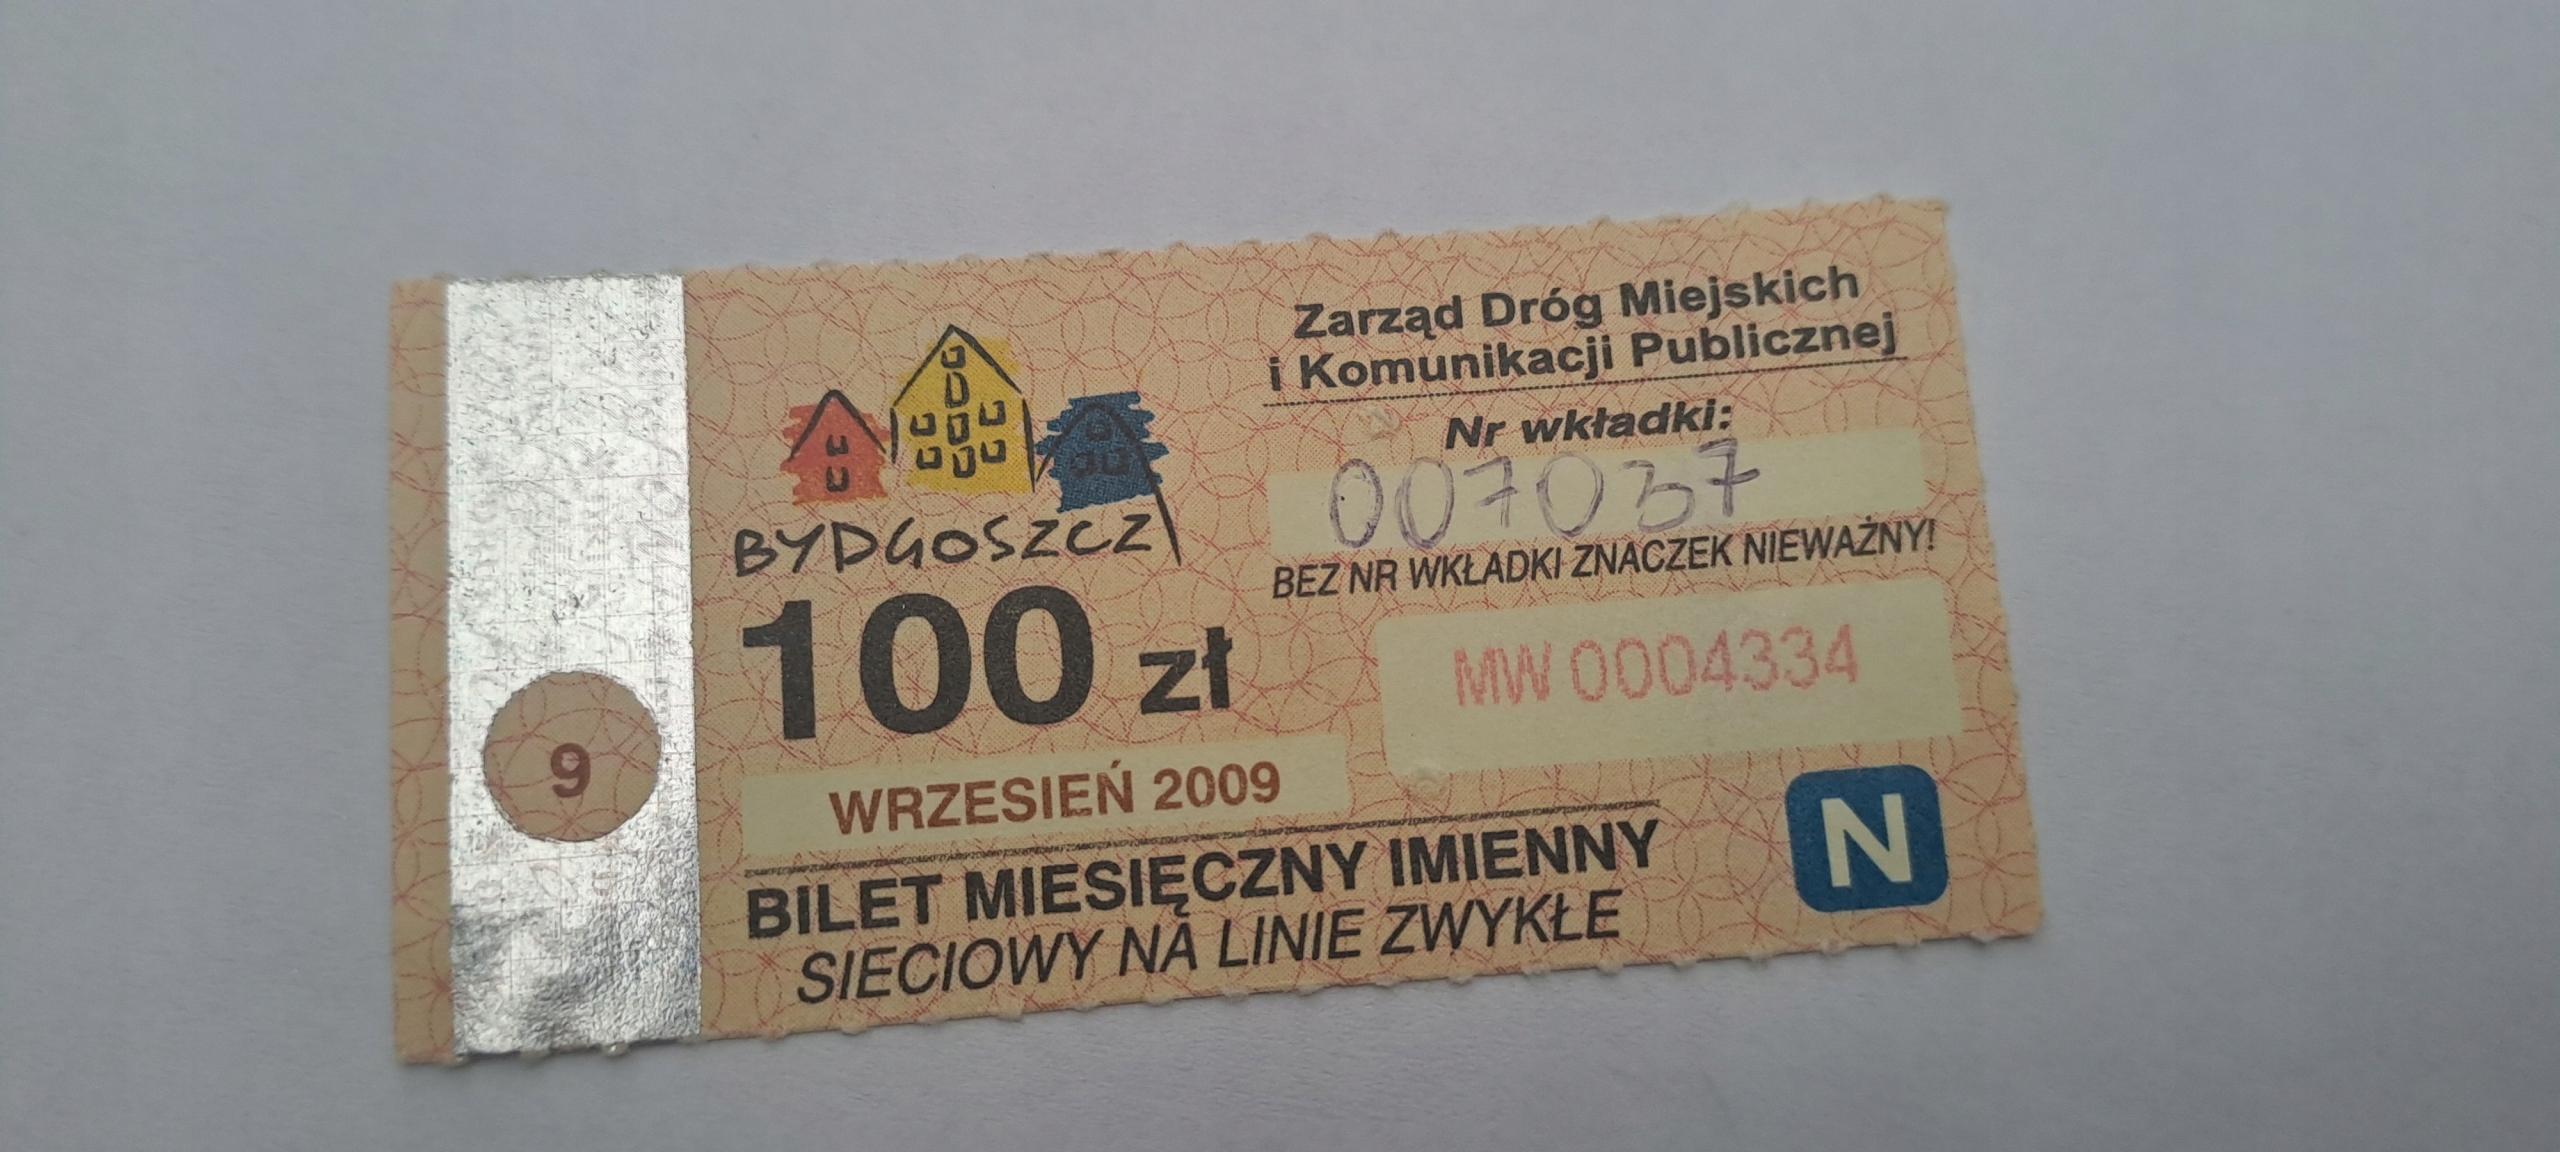 BYDGOSZCZ
100 zł
9
WRZESIEŃ 2009
BILET MIESIĘCZNY IMIENNY
SIECIOWY NA LINIE ZWYKŁE
Zarząd Dróg Miejskich
i Komunikacji Publicznej
Nr wkładki:
007037
BEZ NR WKŁADKI ZNACZEK NIEWAŻNY!
MW 0004334
N